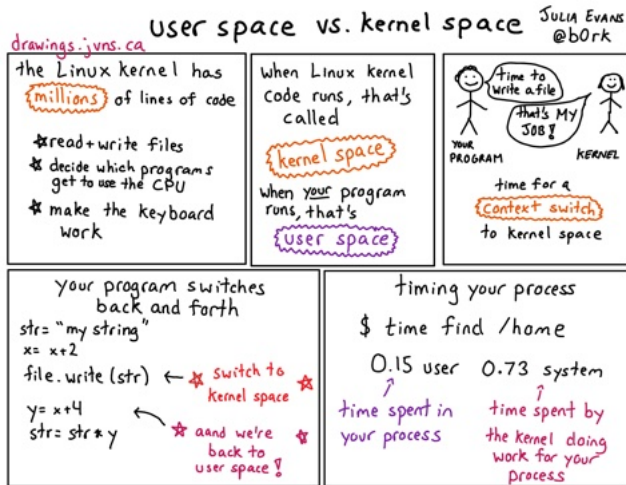 user space vs. kernel space
JULIA EVANS
@b0rk
drawings.jvns.ca
the Linux kernel has
millions of lines of code
read+write files
decide which programs
get to use the CPU
make the keyboard
work
when Linux kernel
code runs, that's
called
kernel space
when your program
runs, that's
user space
time to
write a file
that's MY
JOB!
YOUR
PROGRAM
KERNEL
time for a
context switch
to kernel space
your program switches
back and forth
str= "my string"
x= x+2
file.write (str)
switch to
kernel space
y= x+4
str= str*y
aand we're
back to
user space!
timing your process
$ time find /home
0.15 user 0.73 system
time spent in
your process
time spent by
the kernel doing
work for your
process